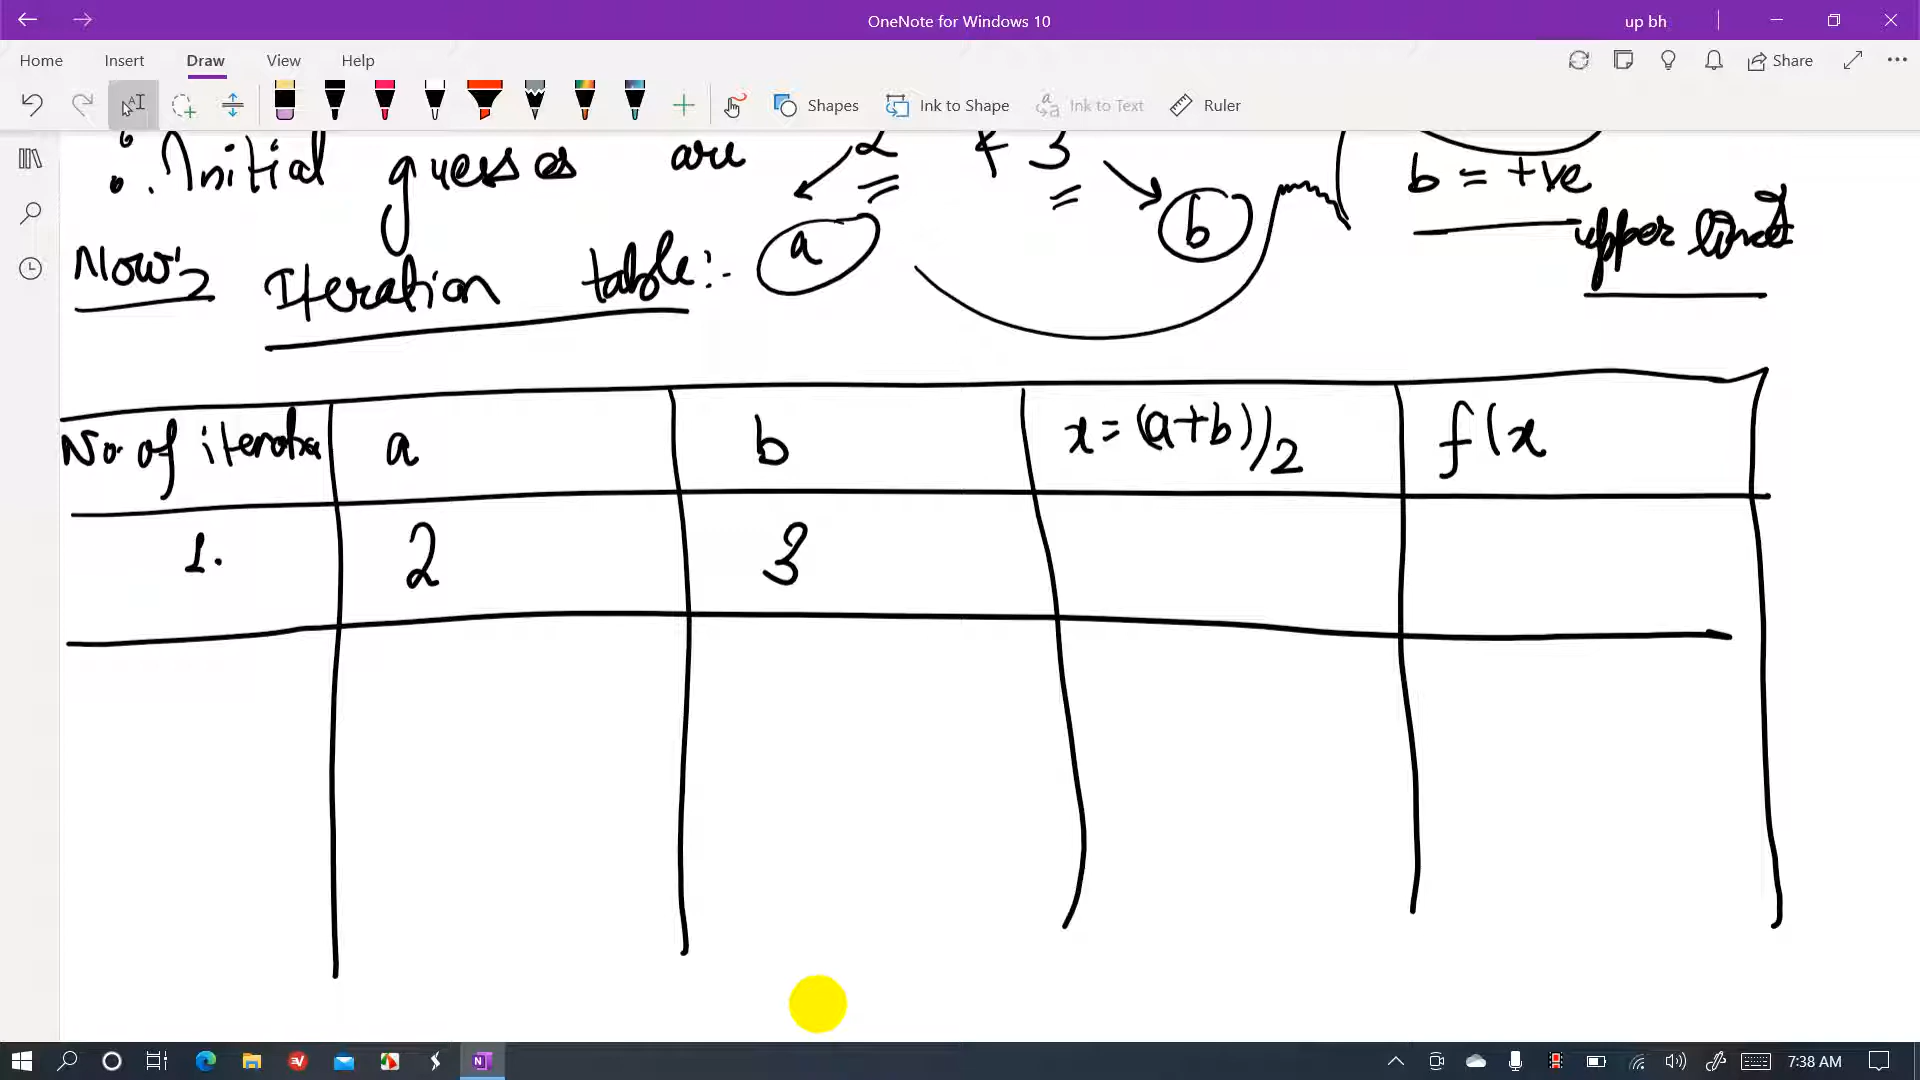 OneNote for Windows 10
up bh
Home Insert Draw View Help
Share
Shapes Ink to Shape Ink to Text Ruler
∴ Initial guesses are 2 & 3
a b
b = +ve
upper limit
Now, Iteration table:-
No. of iteration a b x = (a+b)/2 f(x
1. 2 3
7:38 AM